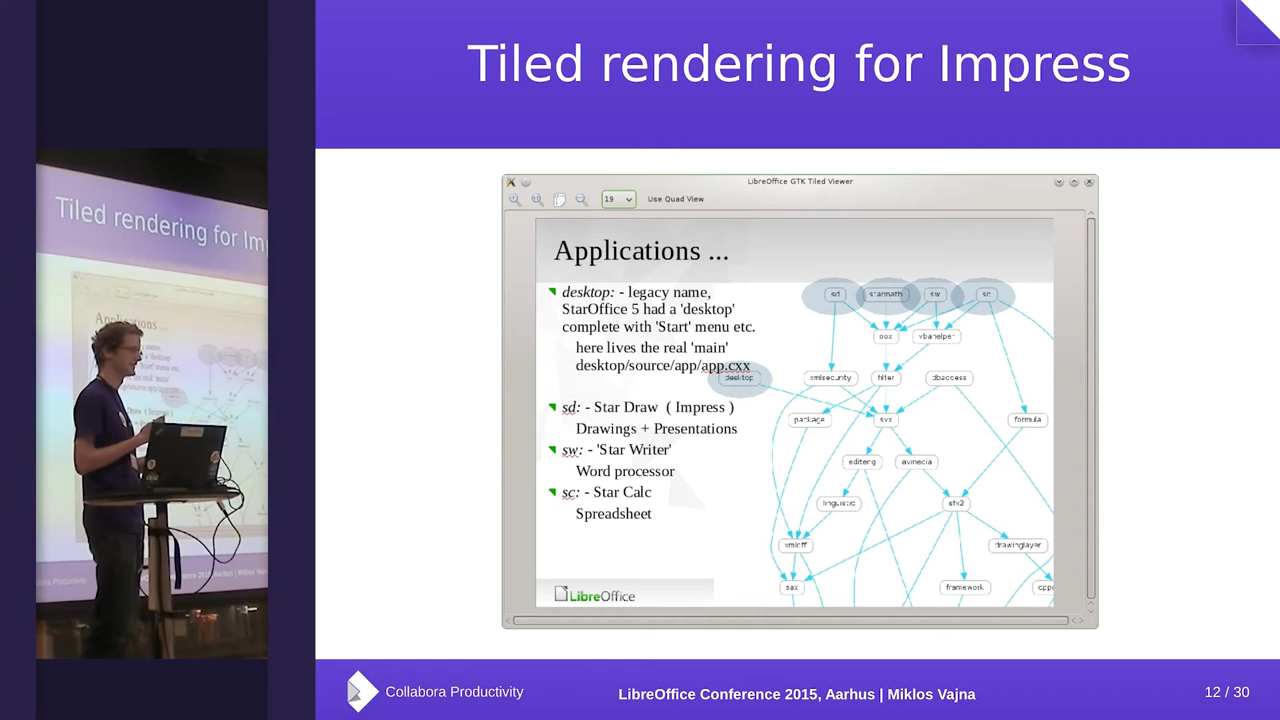 Tiled rendering for Impress
LibreOffice GTK Tiled Viewer
19
Use Quad View
Applications ...
desktop: - legacy name,
StarOffice 5 had a 'desktop'
complete with 'Start' menu etc.
here lives the real 'main'
desktop/source/app/app.cxx
sd: - Star Draw ( Impress )
Drawings + Presentations
sw: - 'Star Writer'
Word processor
sc: - Star Calc
Spreadsheet
LibreOffice
sd
starmath
sw
sc
oox
vbahelper
desktop
xmlsecurity
filter
dbaccess
package
svx
formula
editeng
avmedia
linguistic
sfx2
xmloff
drawinglayer
sax
framework
cpp
Tiled rendering for Imp
Applications ...
Collabora Productivity
LibreOffice Conference 2015, Aarhus | Miklos Vajna
12 / 30